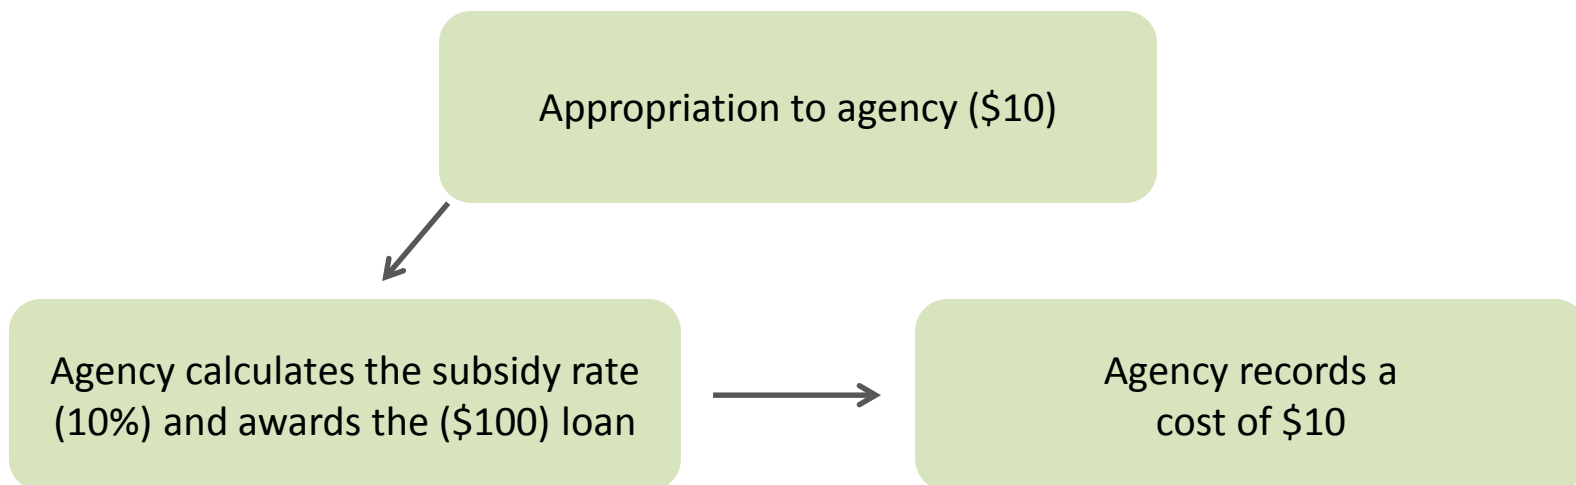 Appropriation to agency ($10)
Agency calculates the subsidy rate
(10%) and awards the ($100) loan
Agency records a
cost of $10